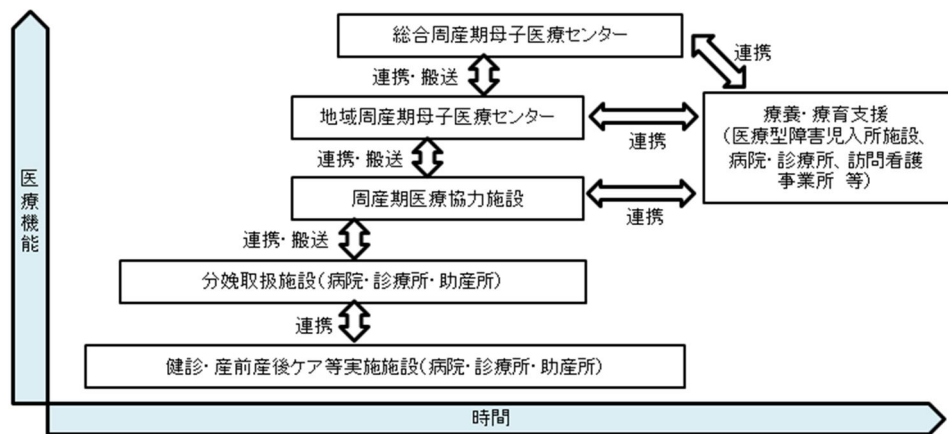 総合周産期母子医療センター
連携
連携・搬送
地域周産期母子医療センター
連携
療養・療育支援
(医療型障害児入所施設、
病院・診療所、訪問看護
事業所 等)
連携・搬送
周産期医療協力施設
連携
連携・搬送
分娩取扱施設(病院・診療所・助産所)
連携
健診・産前産後ケア等実施施設(病院・診療所・助産所)
医療機能
時間